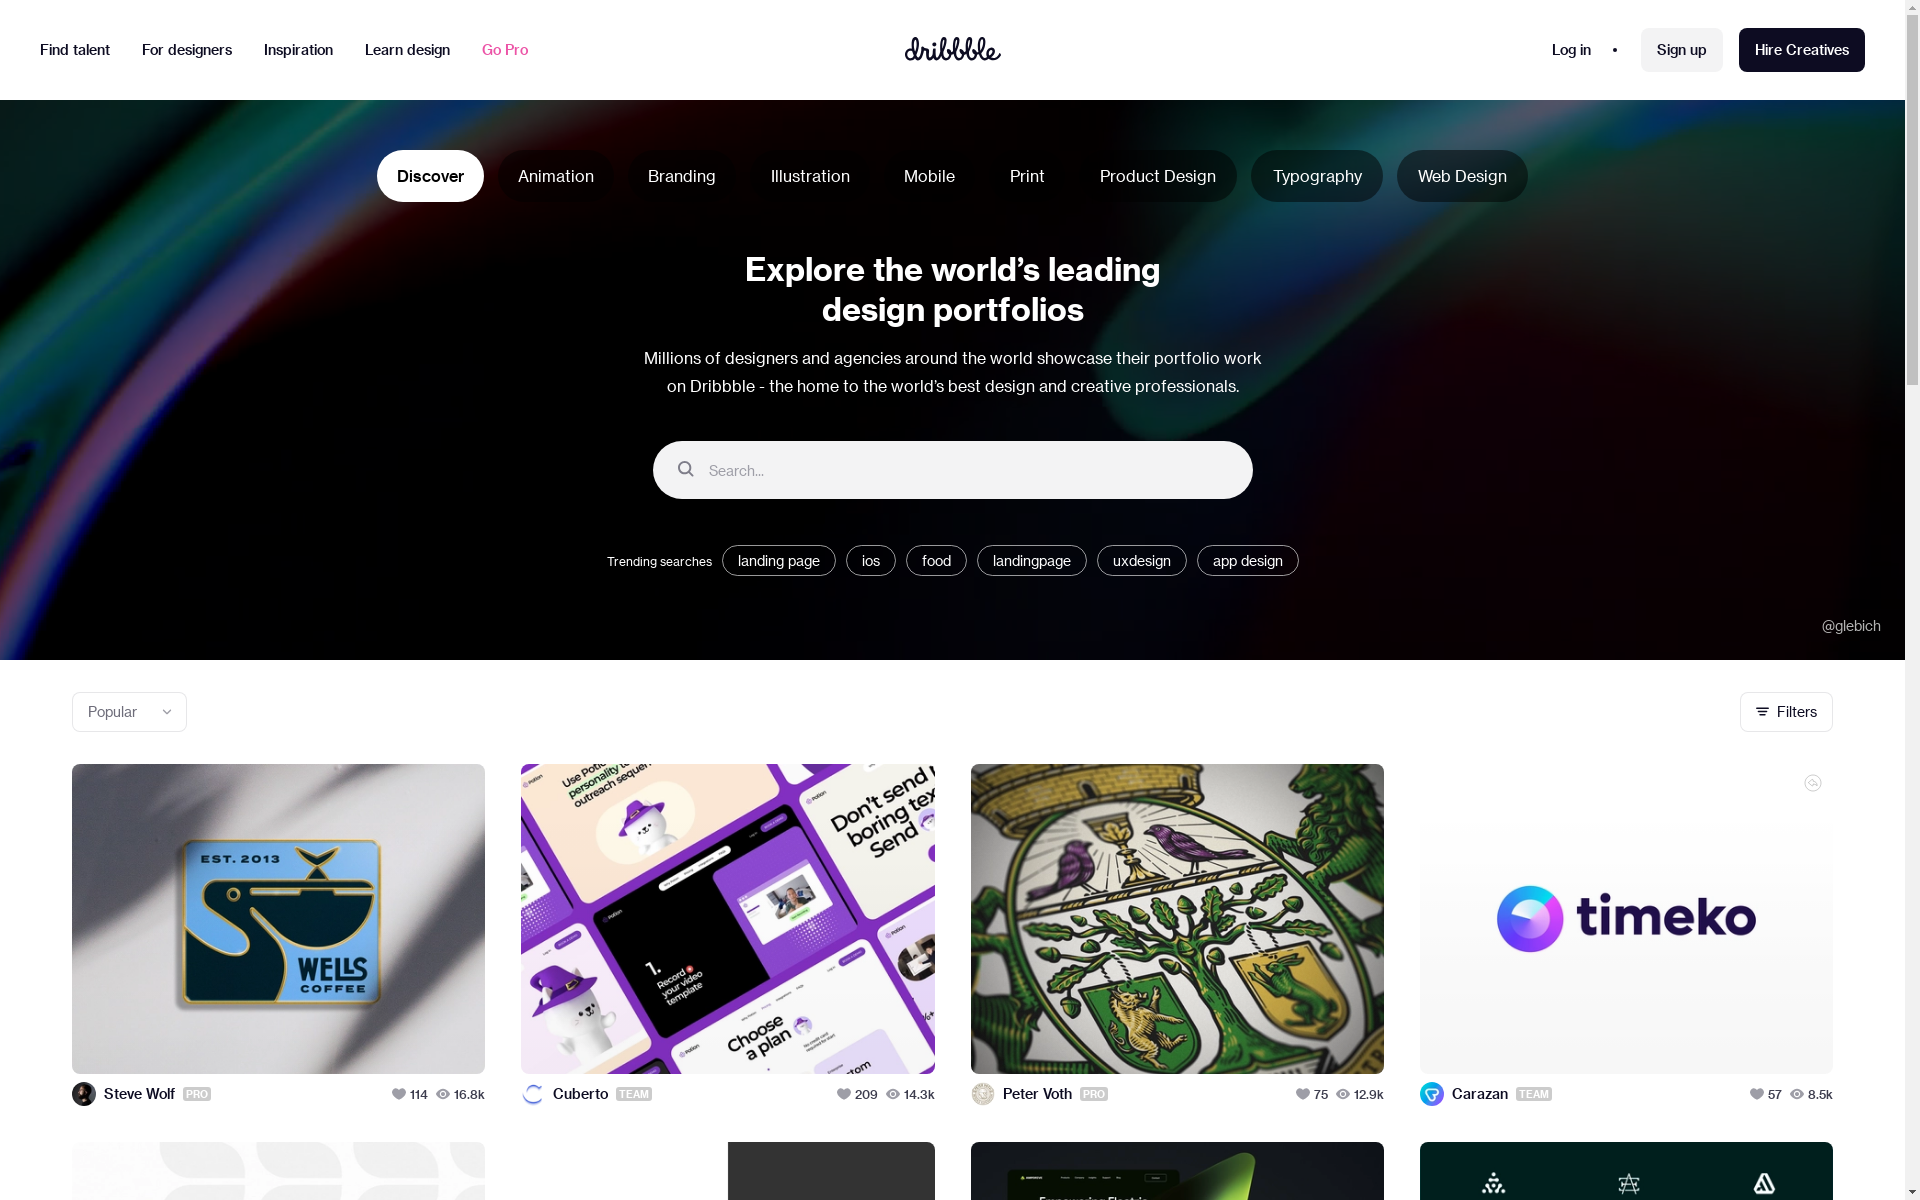 Find talent
For designers
Inspiration
Learn design
Go Pro
dribbble
Log in
Sign up
Hire Creatives
Discover
Animation
Branding
Illustration
Mobile
Print
Product Design
Typography
Web Design
Explore the world’s leading
design portfolios
Millions of designers and agencies around the world showcase their portfolio work
on Dribbble - the home to the world’s best design and creative professionals.
Search...
Trending searches
landing page
ios
food
landingpage
uxdesign
app design
@glebich
Popular
Filters
EST. 2013
WELLS
COFFEE
Use Potion
personality
outreach
Don't send
boring
Send
Potion
1.
Record
your video
template
Choose
a plan
timeko
Steve Wolf PRO 114 16.8k
Cuberto TEAM 209 14.3k
Peter Voth PRO 75 12.9k
Carazan TEAM 57 8.5k